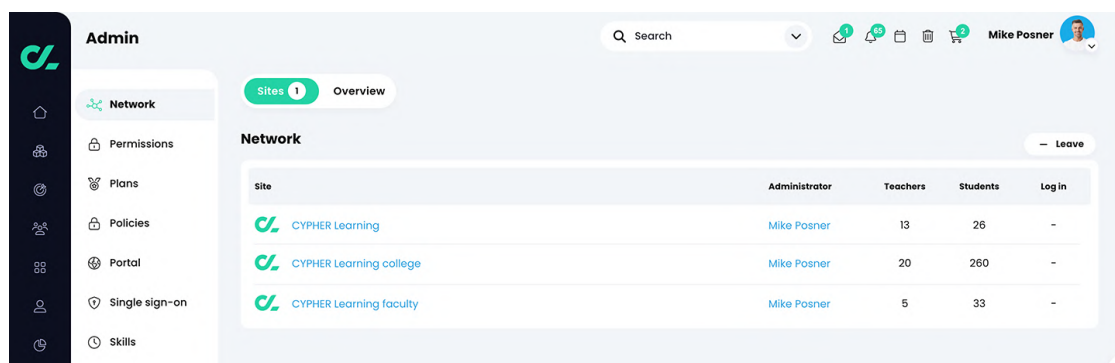 Admin
Search
1
65
2
Mike Posner
Network
Permissions
Plans
Policies
Portal
Single sign-on
Skills
Sites 1 Overview
Network
— Leave
Site Administrator Teachers Students Log in
CYPHER Learning Mike Posner 13 26 -
CYPHER Learning college Mike Posner 20 260 -
CYPHER Learning faculty Mike Posner 5 33 -